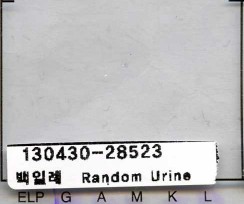 130430-28523
백일례 Random Urine
ELP G A M K L